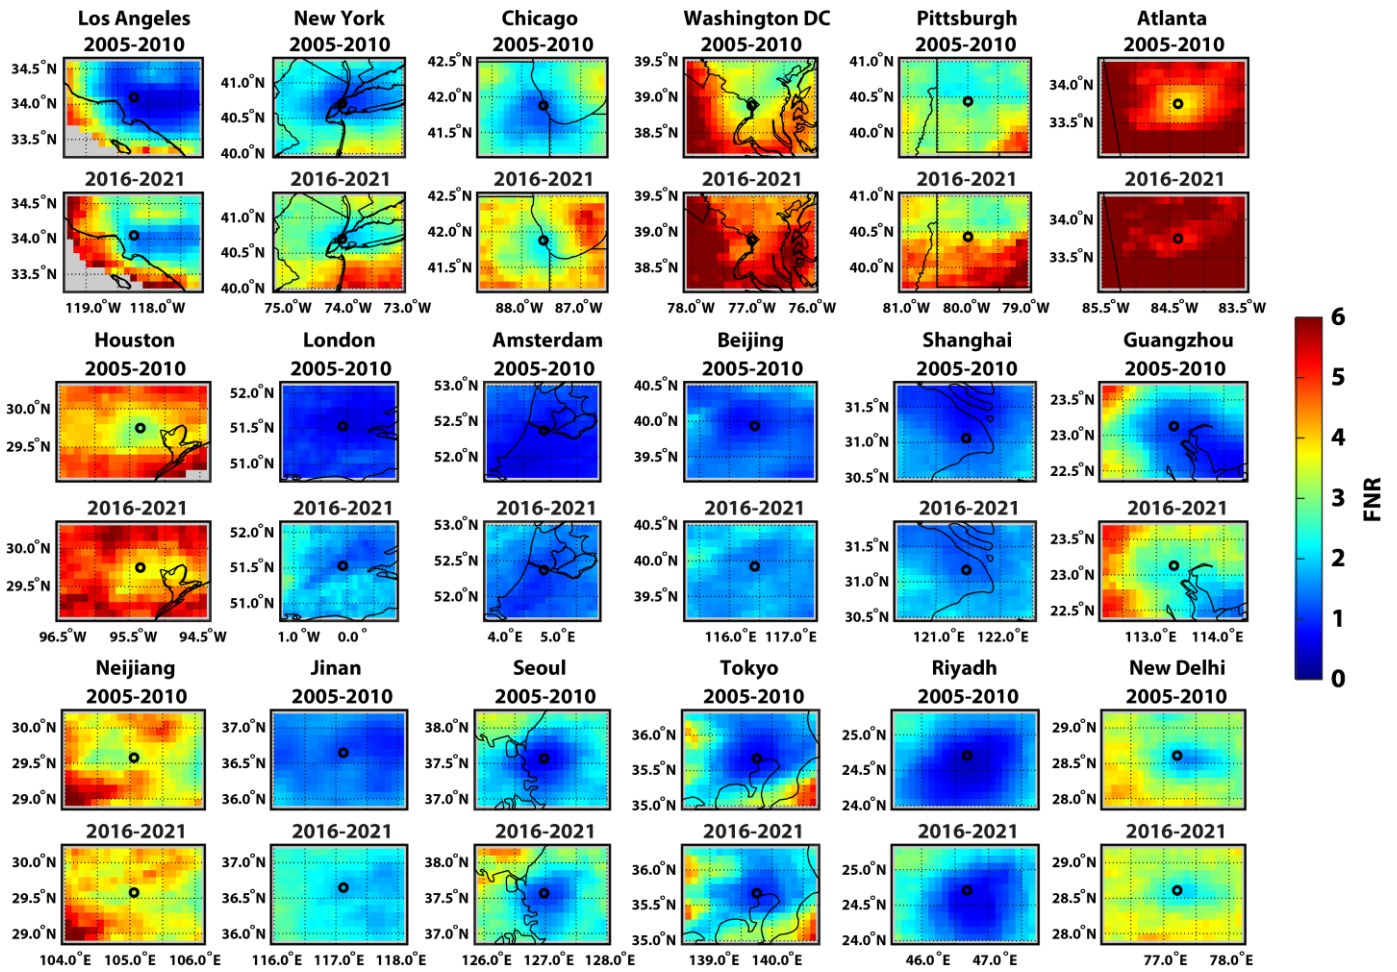 Los Angeles New York Chicago Washington DC Pittsburgh Atlanta
2005-2010 2005-2010 2005-2010 2005-2010 2005-2010 2005-2010
34.5°N 41.0°N 42.5°N 39.5°N 41.0°N 34.0°N
34.0°N 40.5°N 42.0°N 39.0°N 40.5°N 33.5°N
33.5°N 40.0°N 41.5°N 38.5°N 40.0°N
2016-2021 2016-2021 2016-2021 2016-2021 2016-2021 2016-2021
34.5°N 41.0°N 42.5°N 39.5°N 41.0°N 34.0°N
34.0°N 40.5°N 42.0°N 39.0°N 40.5°N 33.5°N
33.5°N 40.0°N 41.5°N 38.5°N 40.0°N
119.0°W 118.0°W 75.0°W 74.0°W 73.0°W 88.0°W 87.0°W 78.0°W 77.0°W 76.0°W 81.0°W 80.0°W 79.0°W 85.5°W 84.5°W 83.5°W
Houston London Amsterdam Beijing Shanghai Guangzhou
2005-2010 2005-2010 2005-2010 2005-2010 2005-2010 2005-2010
30.0°N 52.0°N 53.0°N 40.5°N 31.5°N 23.5°N
29.5°N 51.5°N 52.5°N 40.0°N 31.0°N 23.0°N
51.0°N 52.0°N 39.5°N 30.5°N 22.5°N
2016-2021 2016-2021 2016-2021 2016-2021 2016-2021 2016-2021
30.0°N 52.0°N 53.0°N 40.5°N 31.5°N 23.5°N
29.5°N 51.5°N 52.5°N 40.0°N 31.0°N 23.0°N
51.0°N 52.0°N 39.5°N 30.5°N 22.5°N
96.5°W 95.5°W 94.5°W 1.0°W 0.0° 4.0°E 5.0°E 116.0°E 117.0°E 121.0°E 122.0°E 113.0°E 114.0°E
6
5
4
3
2
1
0
FNR
Neijiang Jinan Seoul Tokyo Riyadh New Delhi
2005-2010 2005-2010 2005-2010 2005-2010 2005-2010 2005-2010
30.0°N 37.0°N 38.0°N 36.0°N 25.0°N 29.0°N
29.5°N 36.5°N 37.5°N 35.5°N 24.5°N 28.5°N
29.0°N 36.0°N 37.0°N 35.0°N 24.0°N 28.0°N
2016-2021 2016-2021 2016-2021 2016-2021 2016-2021 2016-2021
30.0°N 37.0°N 38.0°N 36.0°N 25.0°N 29.0°N
29.5°N 36.5°N 37.5°N 35.5°N 24.5°N 28.5°N
29.0°N 36.0°N 37.0°N 35.0°N 24.0°N 28.0°N
104.0°E 105.0°E 106.0°E 116.0°E 117.0°E 118.0°E 126.0°E 127.0°E 128.0°E 139.0°E 140.0°E 46.0°E 47.0°E 77.0°E 78.0°E